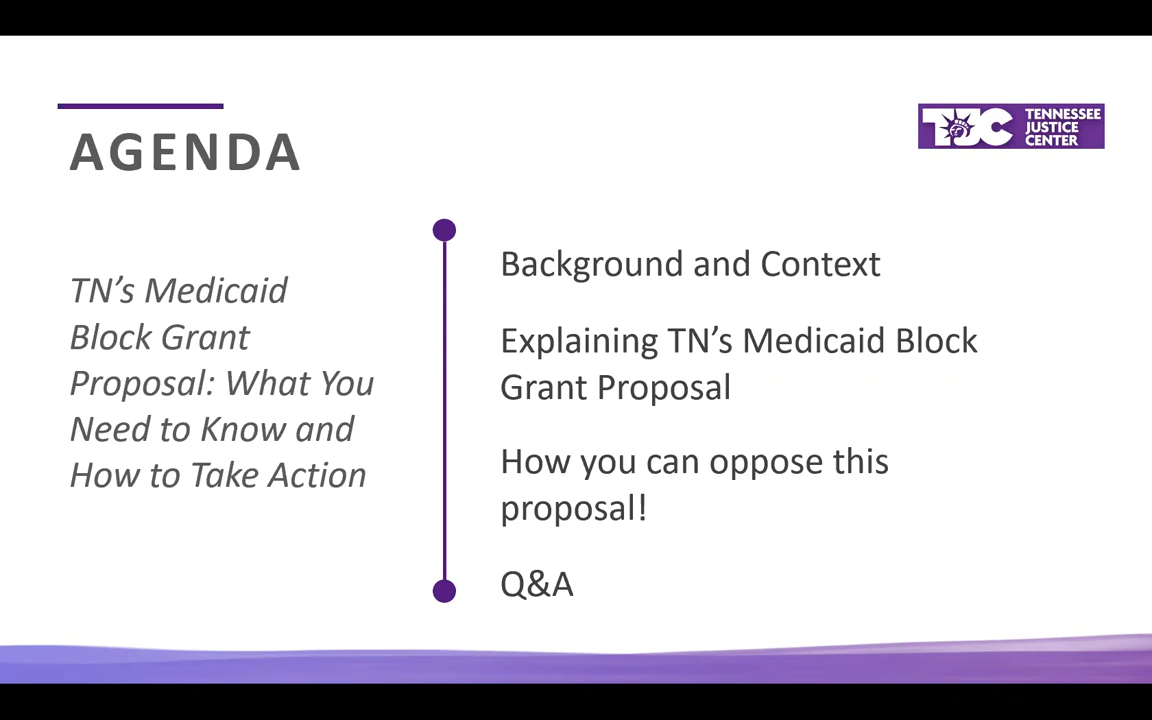 AGENDA
TJC TENNESSEE
JUSTICE
CENTER
TN's Medicaid
Block Grant
Proposal: What You
Need to Know and
How to Take Action
Background and Context
Explaining TN's Medicaid Block
Grant Proposal
How you can oppose this
proposal!
Q&A